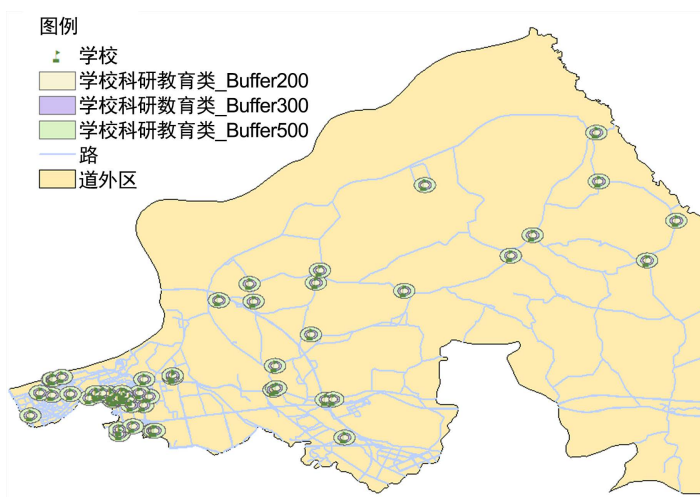 图例
学校
学校科研教育类_Buffer200
学校科研数育类_Buffer300
学校科研教育类_Buffer500
路
道外区